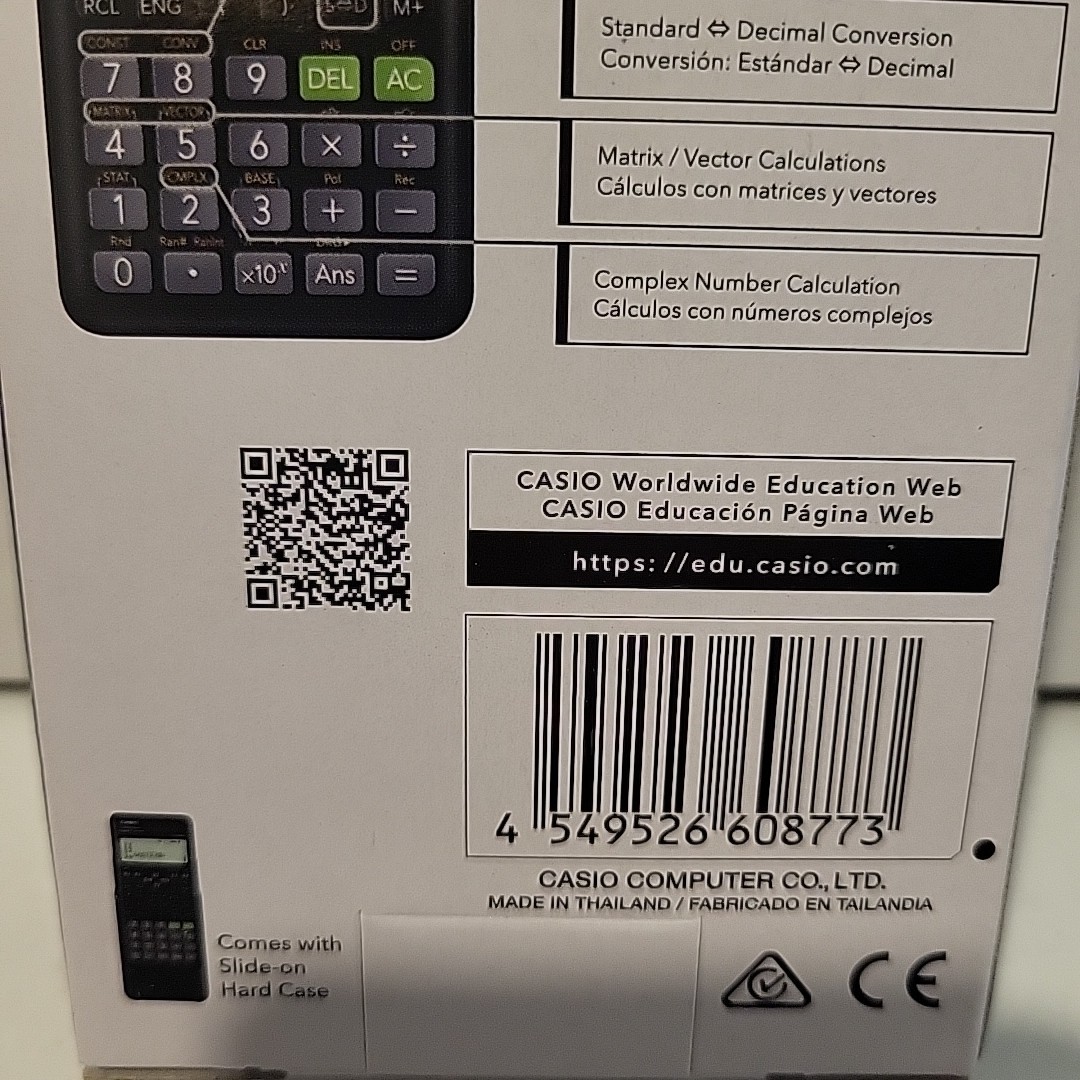 RCL ENG S⇔D M+
CONST CONV CLR INS OFF
7 8 9 DEL AC
MATRIX VECTOR
4 5 6 × ÷
STAT CMPLX BASE Pol Rec
1 2 3 + −
Rnd Ran# RanInt DRG▶
0 • ×10ˣ Ans =
Standard ⇔ Decimal Conversion
Conversión: Estándar ⇔ Decimal
Matrix / Vector Calculations
Cálculos con matrices y vectores
Complex Number Calculation
Cálculos con números complejos
CASIO Worldwide Education Web
CASIO Educación Página Web
https: //edu.casio.com
4 549526 608773
CASIO COMPUTER CO., LTD.
MADE IN THAILAND / FABRICADO EN TAILANDIA
Comes with
Slide-on
Hard Case
CE